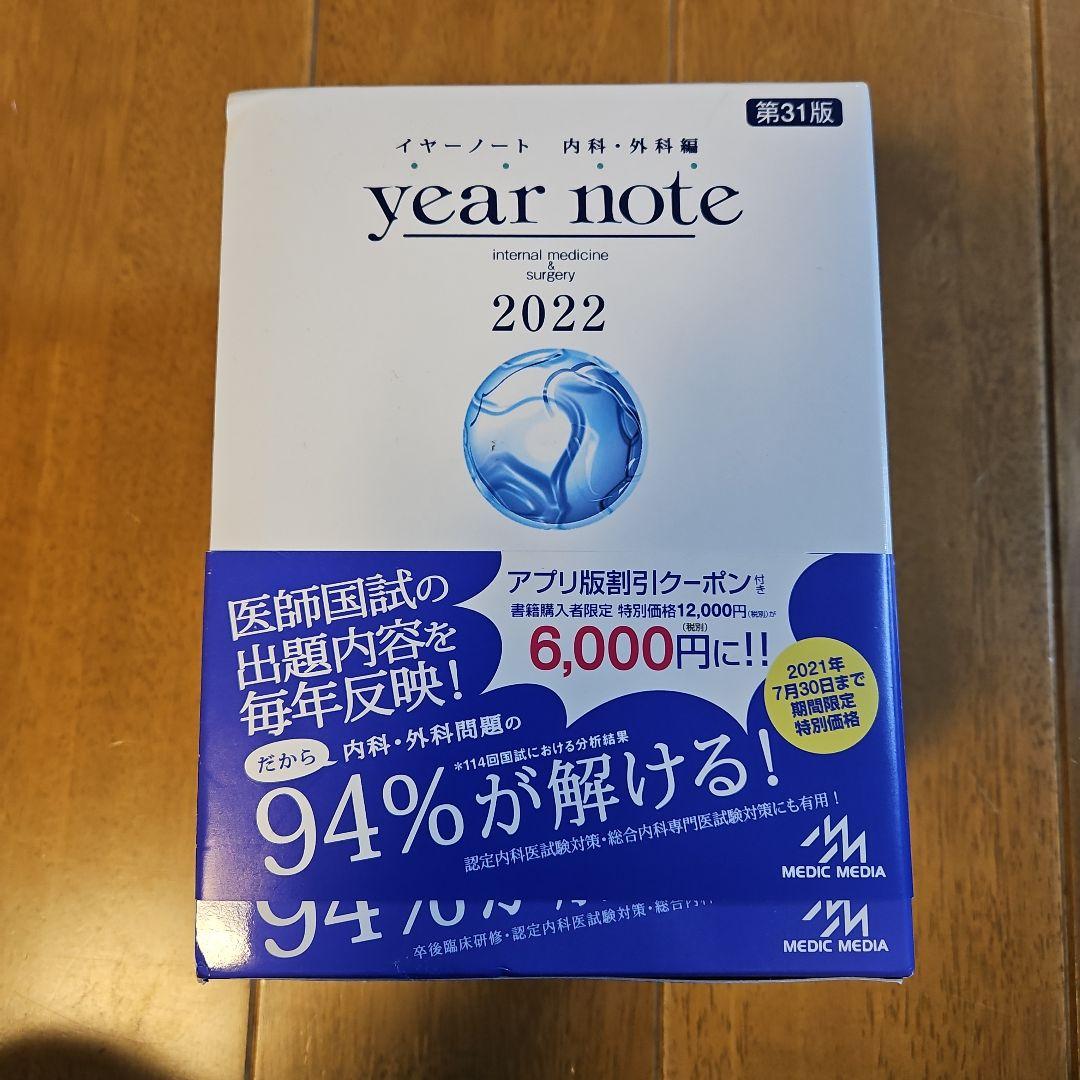 第31版
イヤーノート 内科・外科編
year note
internal medicine
&
surgery
2022
医師国試の
出題内容を
毎年反映!
アプリ版割引クーポン付き
書籍購入者限定 特別価格12,000円(税別)が
6,000円(税別)に!!
2021年
7月30日まで
期間限定
特別価格
だから
内科・外科問題の
*114回国試における分析結果
94%が解ける!
認定内科医試験対策・総合内科専門医試験対策にも有用!
MEDIC MEDIA
94%が
卒後臨床研修・認定内科医試験対策・総合内科
MEDIC MEDIA